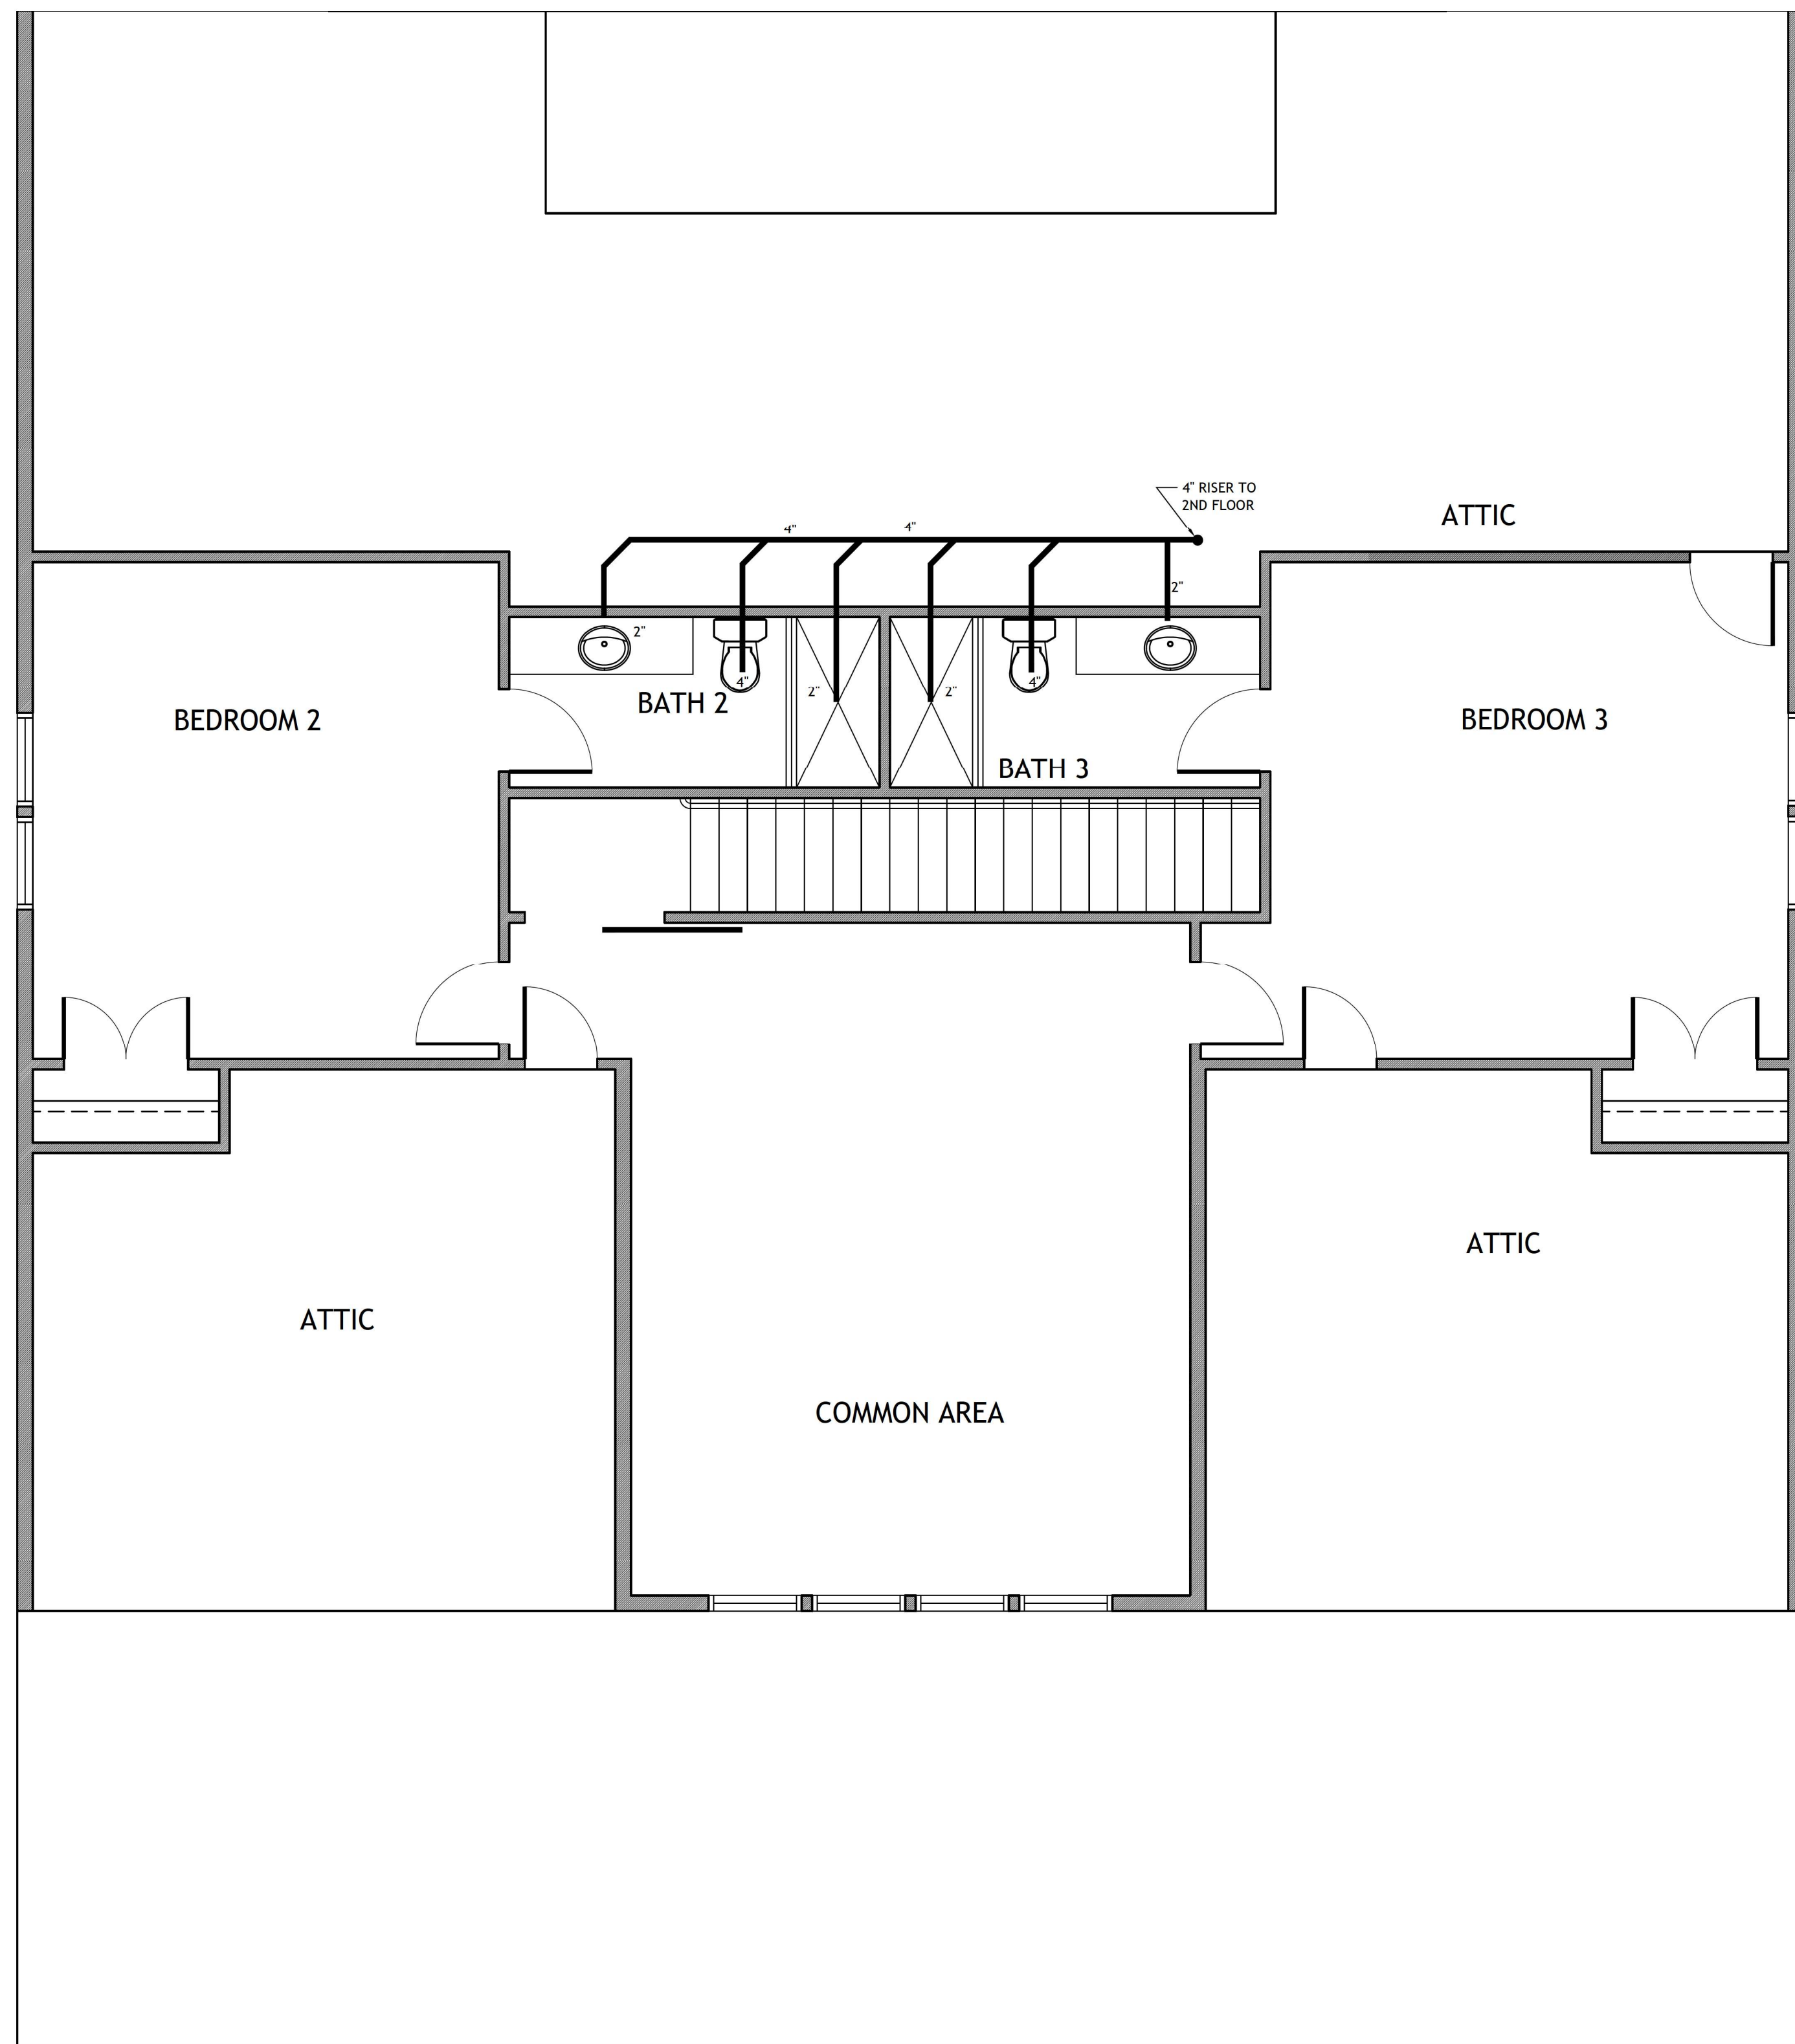 4" RISER TO
2ND FLOOR
ATTIC
4"
4"
2"
2"
4"
2"
2"
4"
BATH 2
BEDROOM 2
BEDROOM 3
BATH 3
ATTIC
ATTIC
COMMON AREA